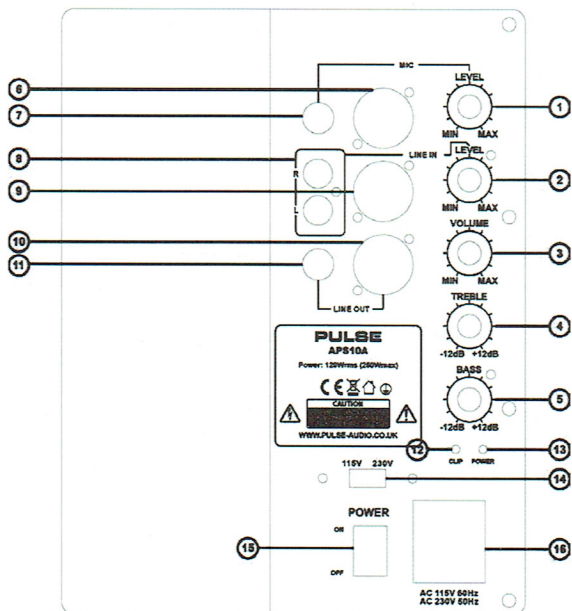 MIC
LEVEL
6
7
1
MIN MAX
8
LINE IN
LEVEL
R
9
2
L
MIN MAX
10
VOLUME
11
3
MIN MAX
LINE OUT
TREBLE
4
-12dB +12dB
PULSE
APS10A
Power: 120Wrms (250Wmax)
CE
CAUTION
WWW.PULSE-AUDIO.CO.UK
BASS
5
-12dB +12dB
12
13
CLIP POWER
115V 230V
14
POWER
ON
15
OFF
16
AC 115V 60Hz
AC 230V 50Hz